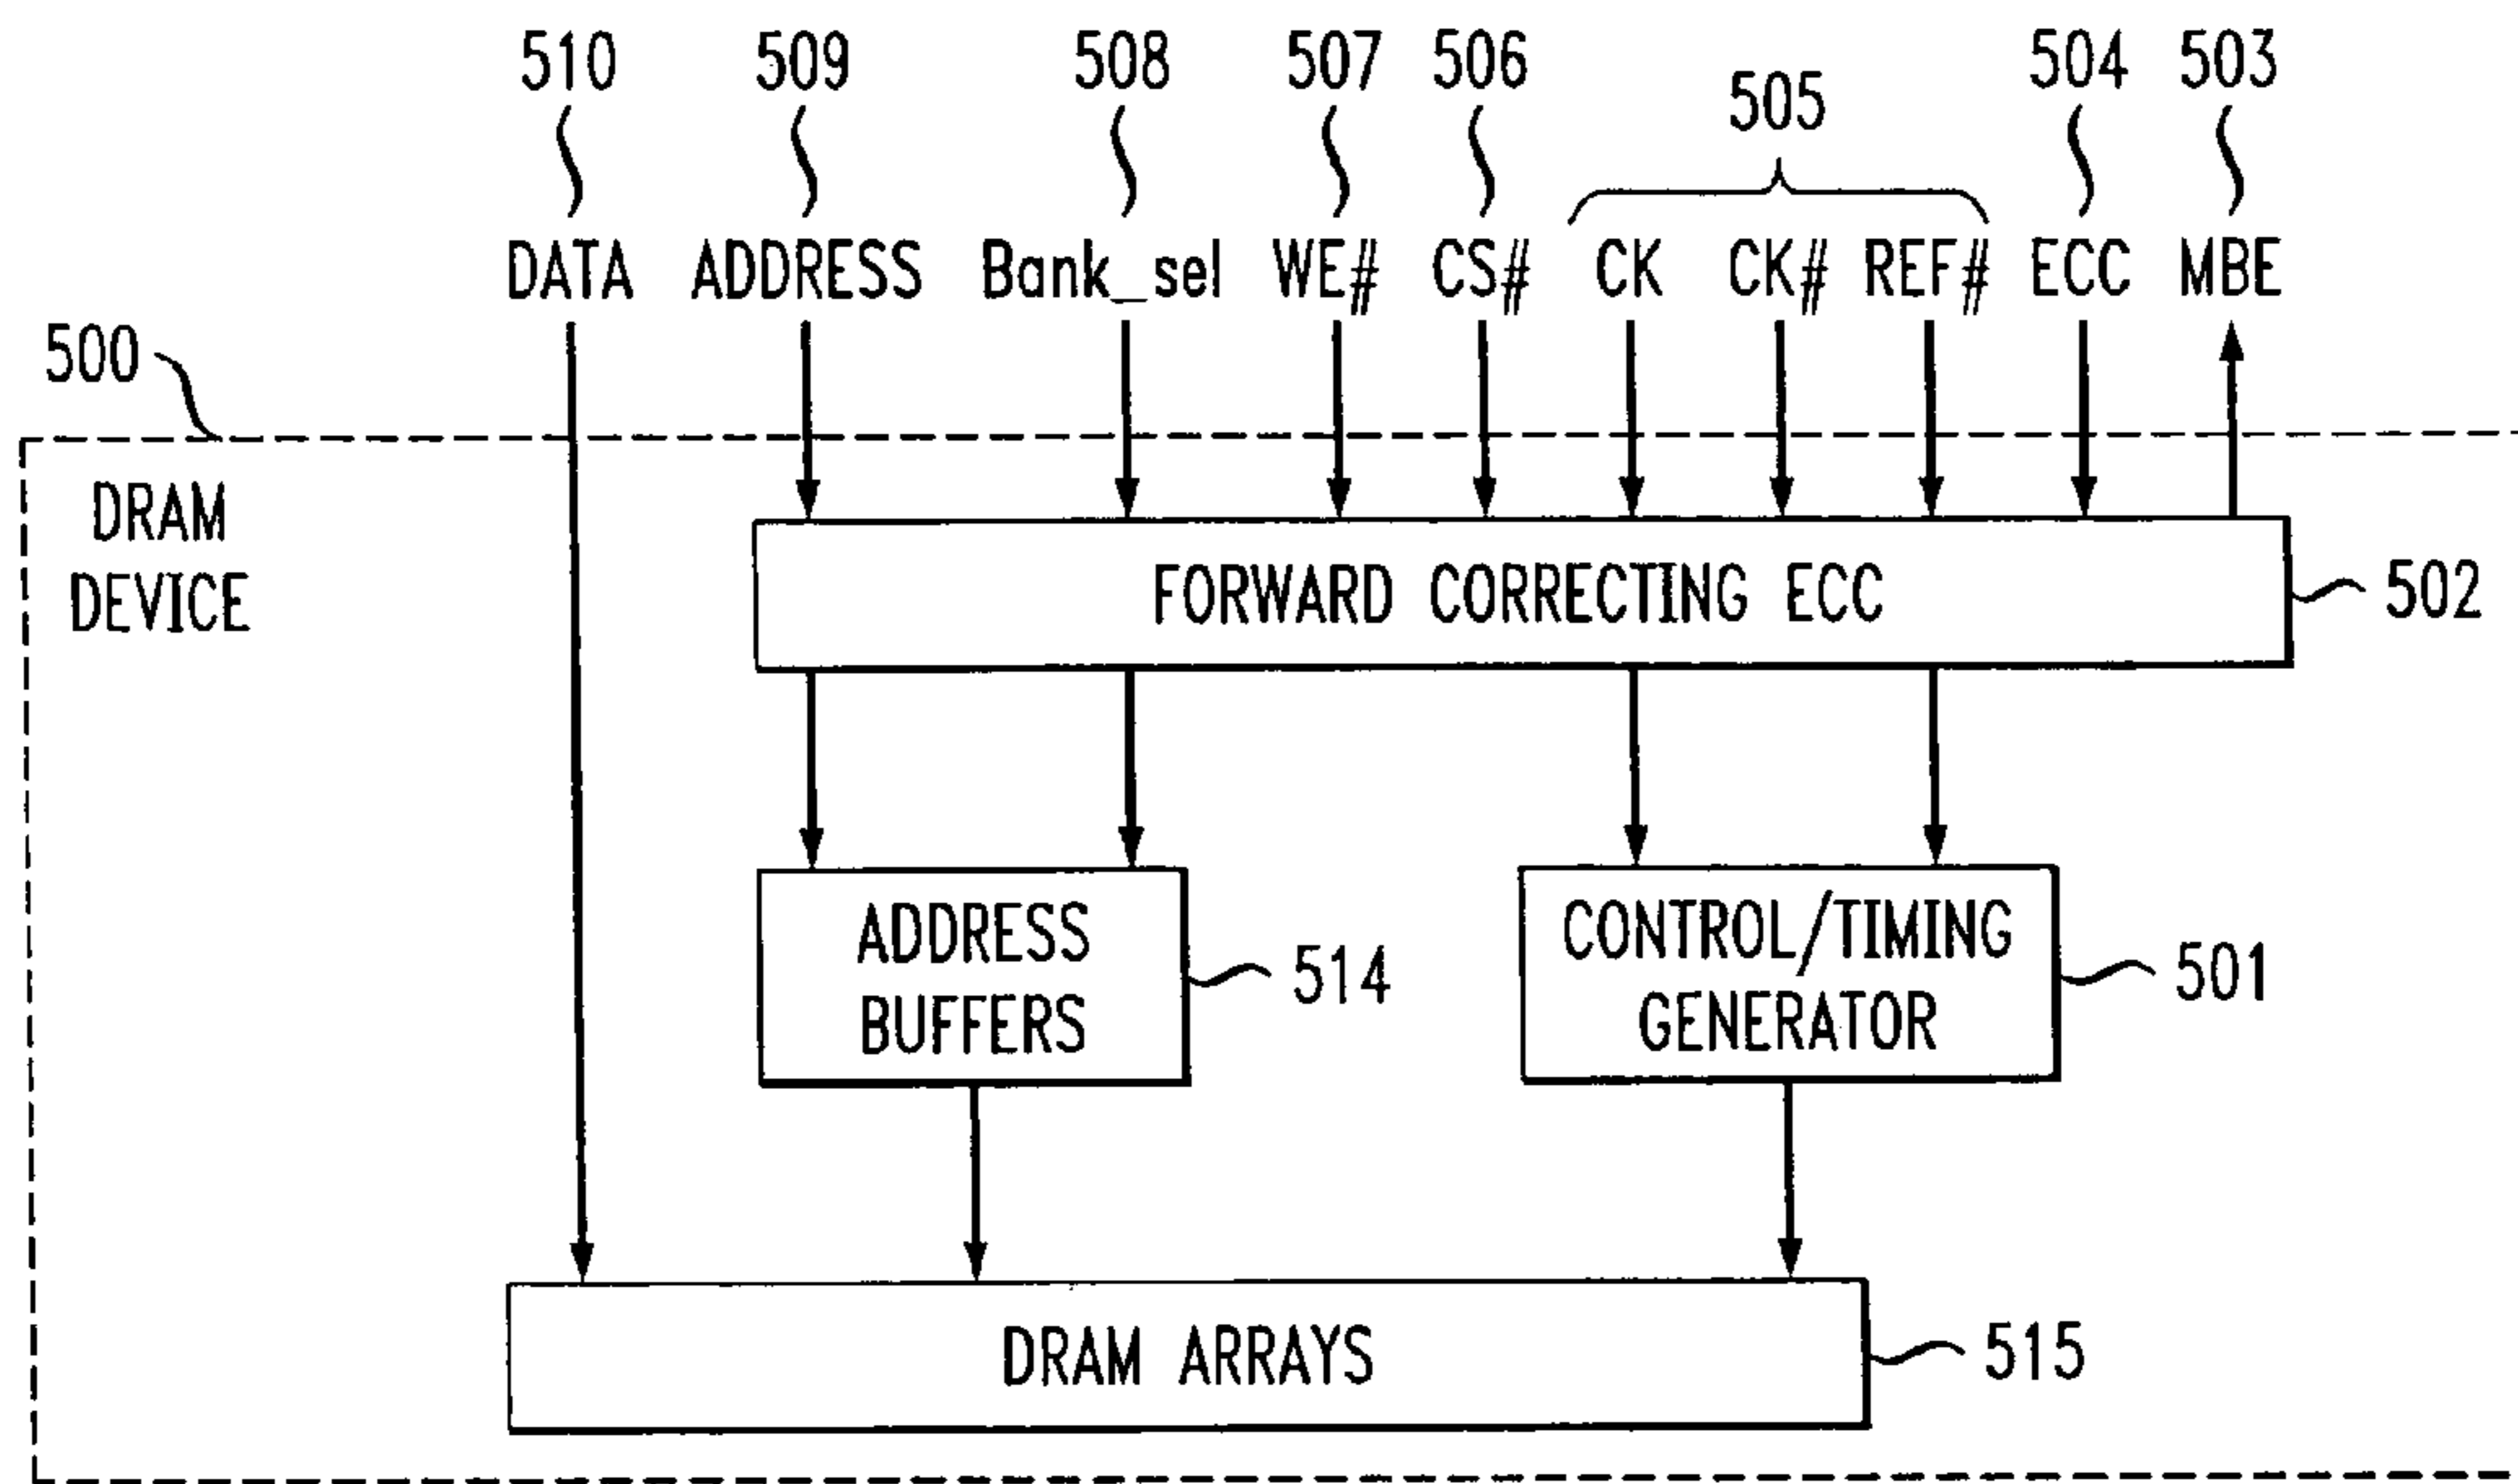 510 509 508 507 506 505 504 503
DATA ADDRESS Bank_sel WE# CS# CK CK# REF# ECC MBE
500
DRAM
DEVICE
FORWARD CORRECTING ECC
502
ADDRESS
BUFFERS
514
CONTROL/TIMING
GENERATOR
501
DRAM ARRAYS
515